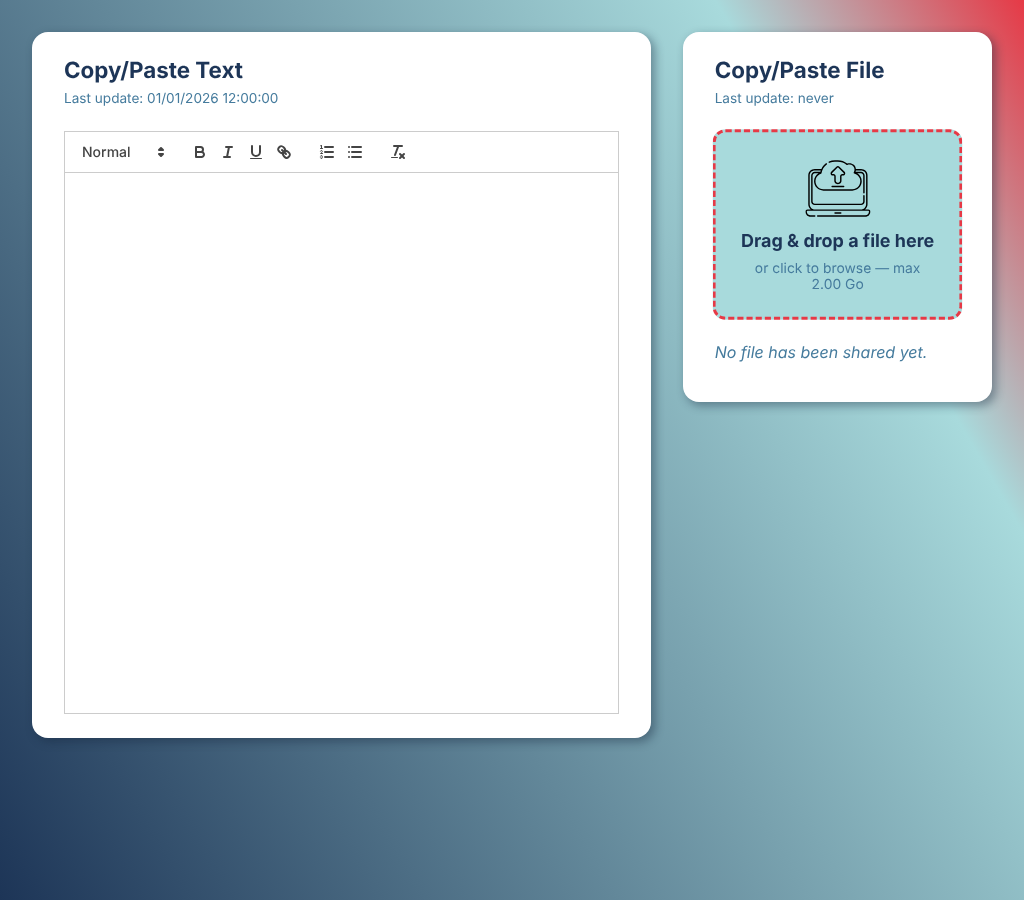 Copy/Paste Text
Last update: 01/01/2026 12:00:00
Normal
Copy/Paste File
Last update: never
Drag & drop a file here
or click to browse — max
2.00 Go
No file has been shared yet.